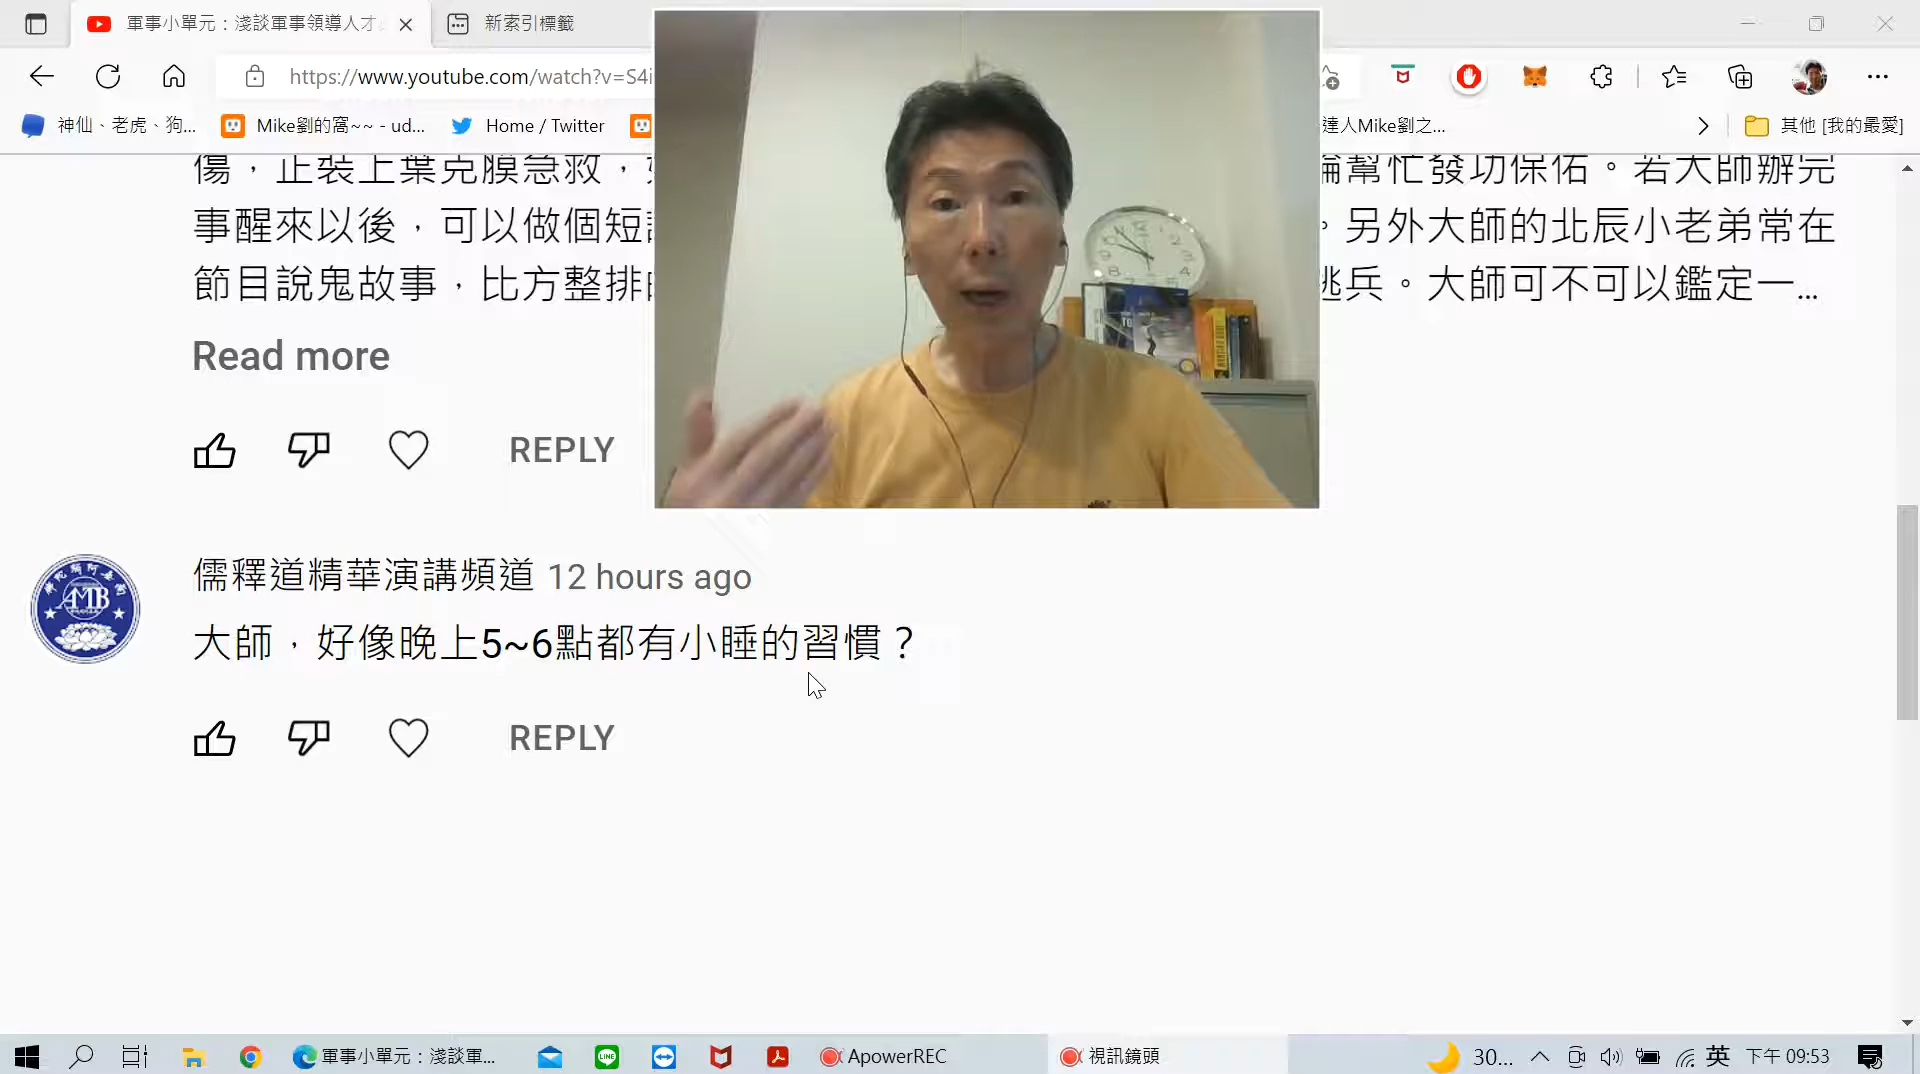 軍事小單元：淺談軍事領導人才
新索引標籤
https://www.youtube.com/watch?v=S4i
神仙、老虎、狗...
Mike劉的窩~~ - ud...
Home / Twitter
達人Mike劉之...
其他 [我的最愛]
傷，正裝上葉克膜急救，
幫忙發功保佑。若大師辦完
事醒來以後，可以做個短
。另外大師的北辰小老弟常在
節目說鬼故事，比方整排
逃兵。大師可不可以鑑定一...
Read more
REPLY
儒釋道精華演講頻道 12 hours ago
大師，好像晚上5~6點都有小睡的習慣？
REPLY
軍事小單元：淺談軍...
ApowerREC
視訊鏡頭
30...
英
下午 09:53